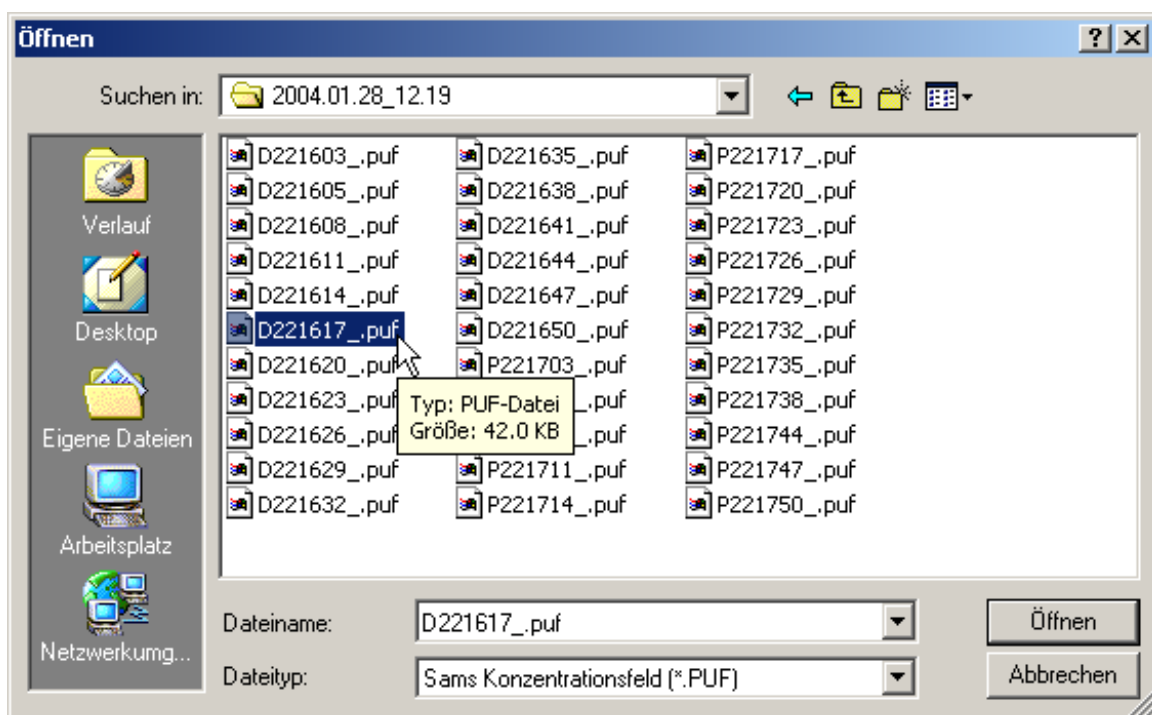 Öffnen
Suchen in: 2004.01.28_12.19
Verlauf
Desktop
Eigene Dateien
Arbeitsplatz
Netzwerkumg...
D221603_.puf
D221605_.puf
D221608_.puf
D221611_.puf
D221614_.puf
D221617_.puf
D221620_.puf
D221623_.puf
D221626_.puf
D221629_.puf
D221632_.puf
D221635_.puf
D221638_.puf
D221641_.puf
D221644_.puf
D221647_.puf
D221650_.puf
P221703_.puf
_.puf
_.puf
P221711_.puf
P221714_.puf
P221717_.puf
P221720_.puf
P221723_.puf
P221726_.puf
P221729_.puf
P221732_.puf
P221735_.puf
P221738_.puf
P221744_.puf
P221747_.puf
P221750_.puf
Typ: PUF-Datei
Größe: 42.0 KB
Dateiname: D221617_.puf
Öffnen
Dateityp: Sams Konzentrationsfeld (*.PUF)
Abbrechen